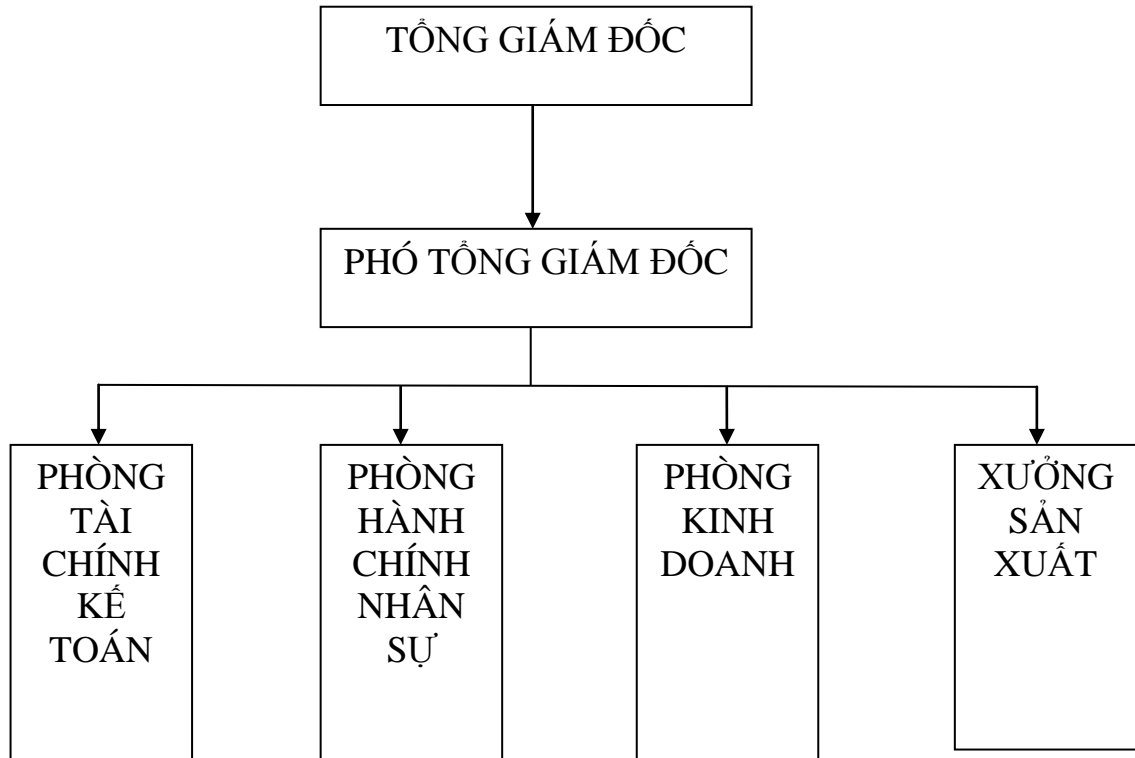 TỔNG GIÁM ĐỐC
PHÓ TỔNG GIÁM ĐỐC
PHÒNG
TÀI
CHÍNH
KẾ
TOÁN
PHÒNG
HÀNH
CHÍNH
NHÂN
SỰ
PHÒNG
KINH
DOANH
XƯỞNG
SẢN
XUẤT